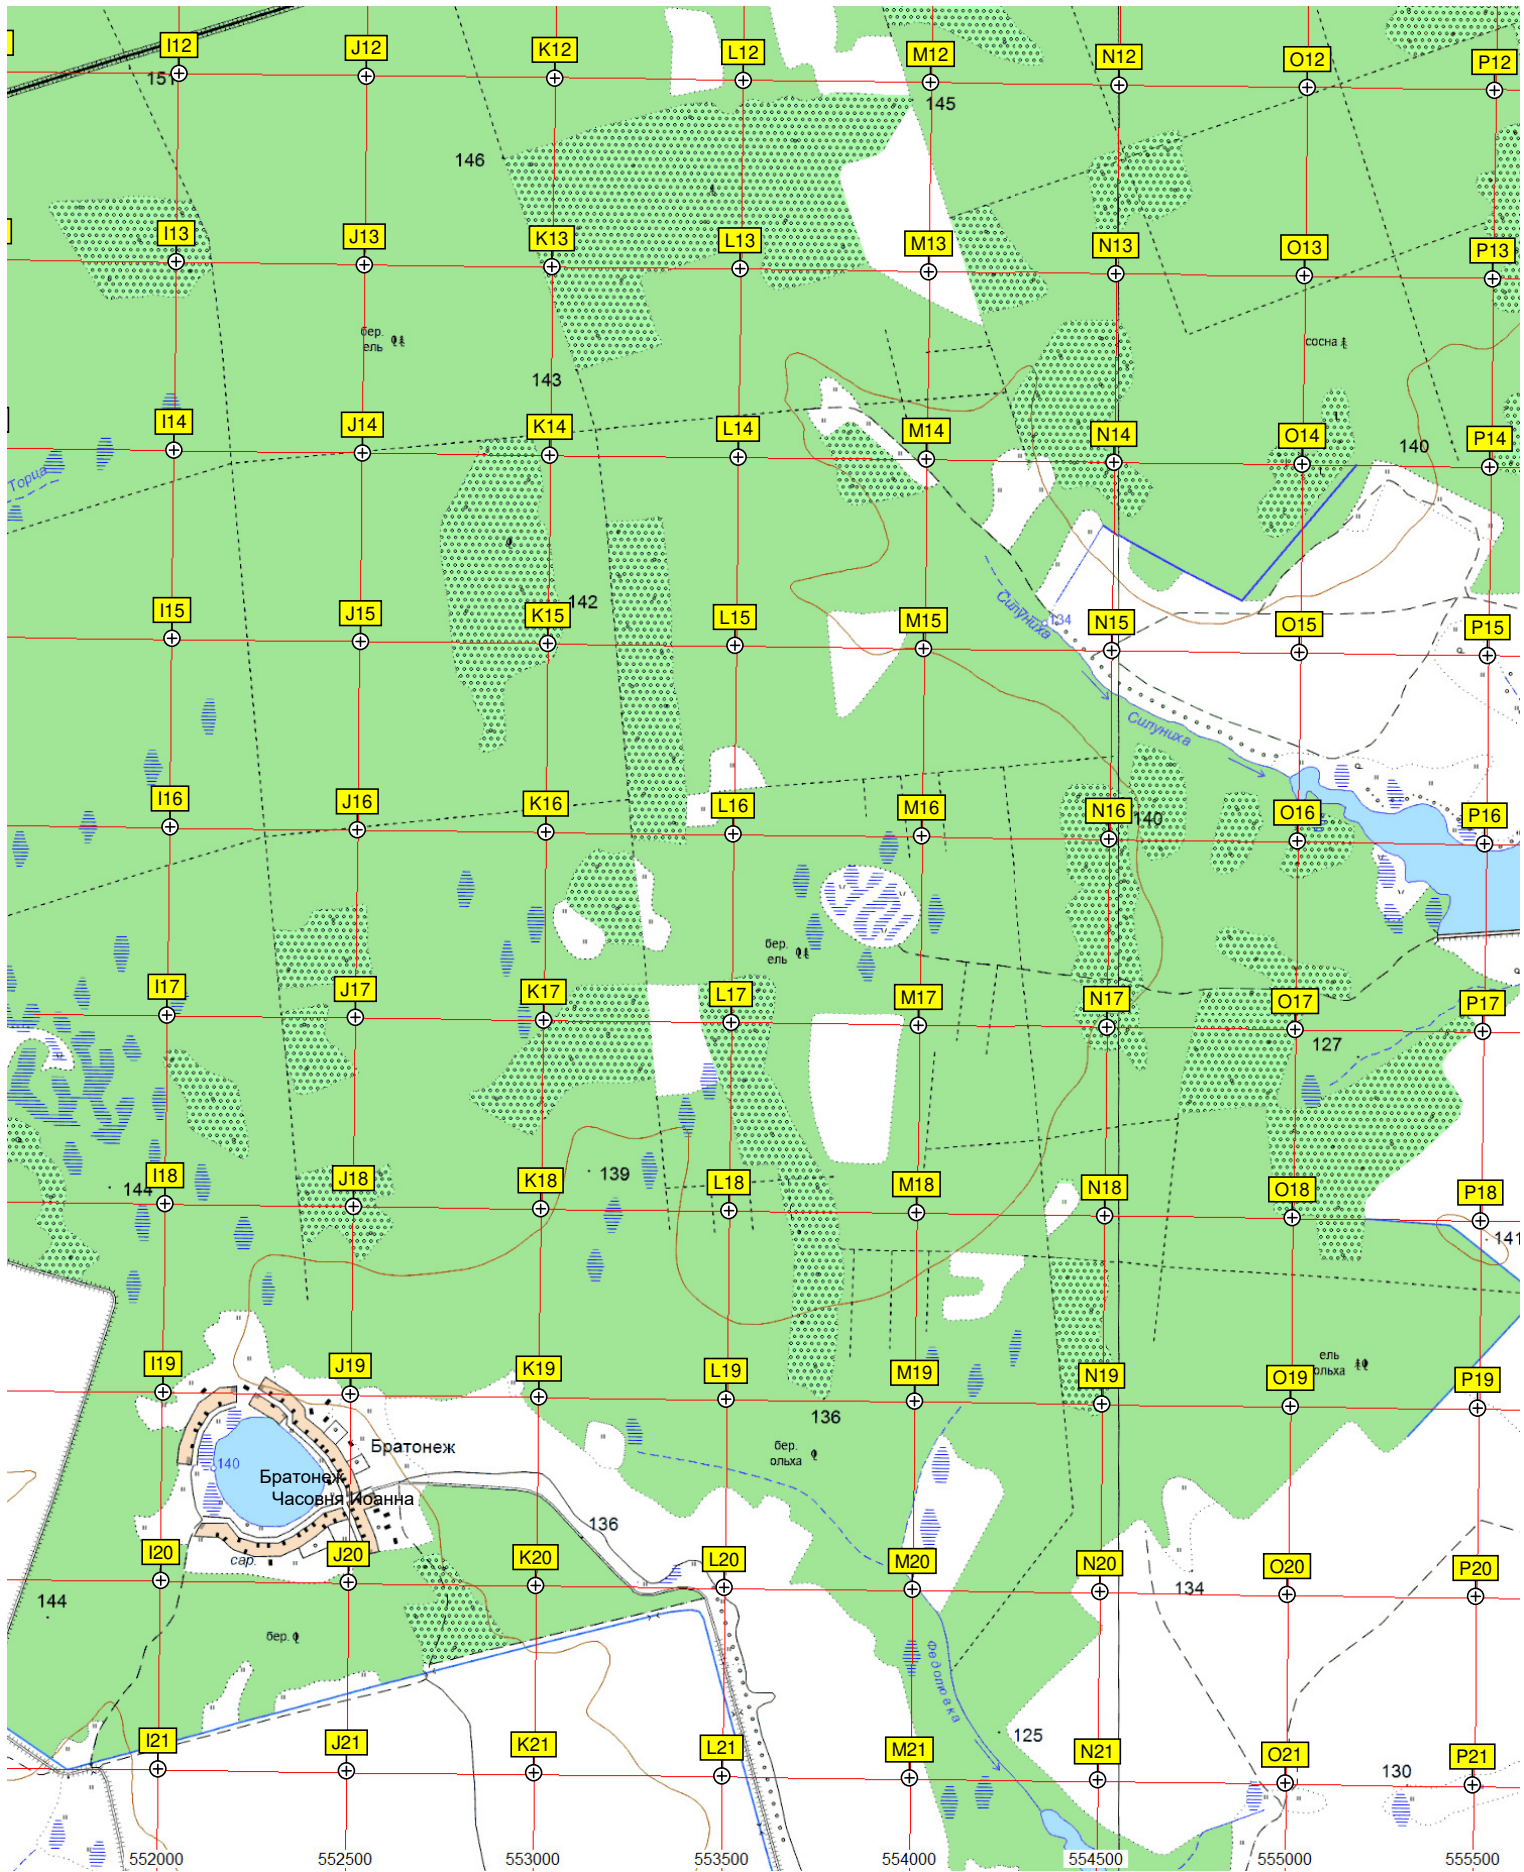 I12 J12 K12 L12 M12 N12 O12 P12
151
145
146
I13 J13 K13 L13 M13 N13 O13 P13
бер.
ель
сосна
143
I14 J14 K14 L14 M14 N14 O14 P14
140
Торца
142
I15 J15 K15 L15 M15 N15 O15 P15
Силуниха
134
Силуниха
I16 J16 K16 L16 M16 N16 O16 P16
140
бер.
ель
I17 J17 K17 L17 M17 N17 O17 P17
127
139
144
I18 J18 K18 L18 M18 N18 O18 P18
141
ель
ольха
I19 J19 K19 L19 M19 N19 O19 P19
136
Братонеж
бер.
ольха
140
Братонеж
Часовня Иоанна
136
сар.
I20 J20 K20 L20 M20 N20 O20 P20
134
144
бер.
Федотовка
125
I21 J21 K21 L21 M21 N21 O21 P21
130
552000 552500 553000 553500 554000 554500 555000 555500